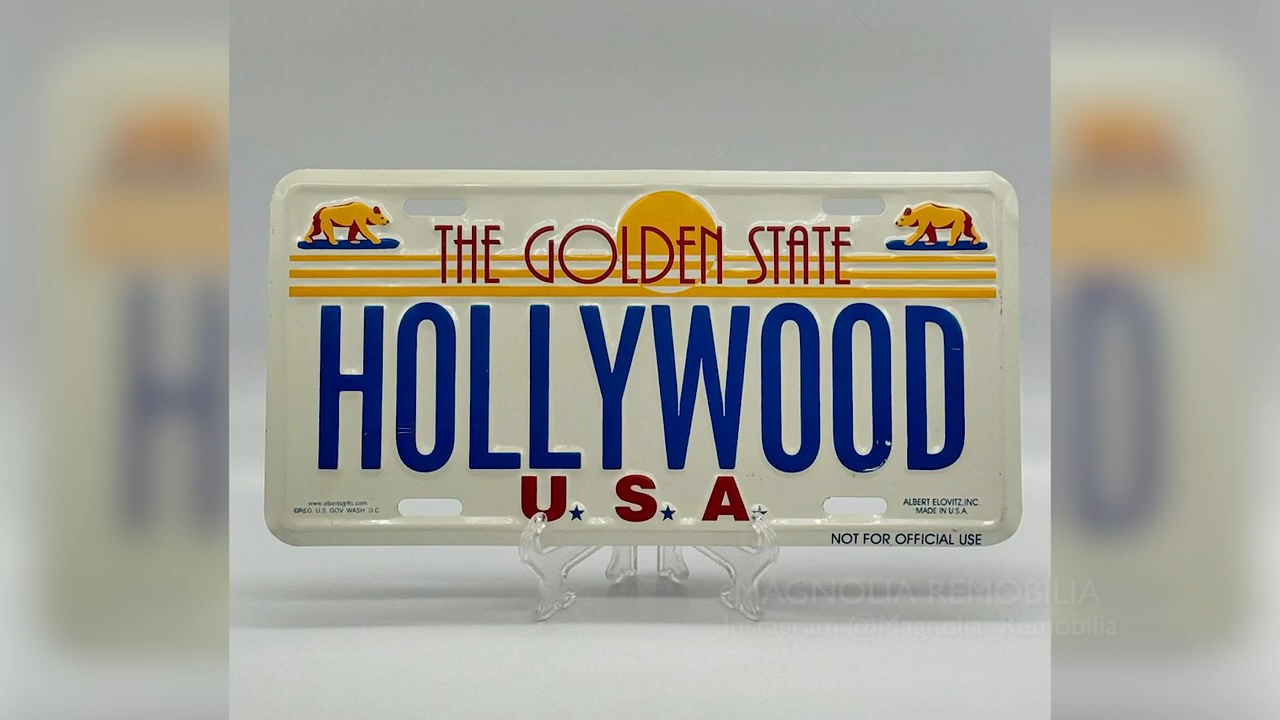 THE GOLDEN STATE
HOLLYWOOD
U.S.A.
www.albertsgifts.com
©REG. U.S. GOV. WASH. D.C.
ALBERT ELOVITZ, INC.
MADE IN U.S.A.
NOT FOR OFFICIAL USE
MAGNOLIA REMOBILIA
Instagram @Magnolia_Remobilia